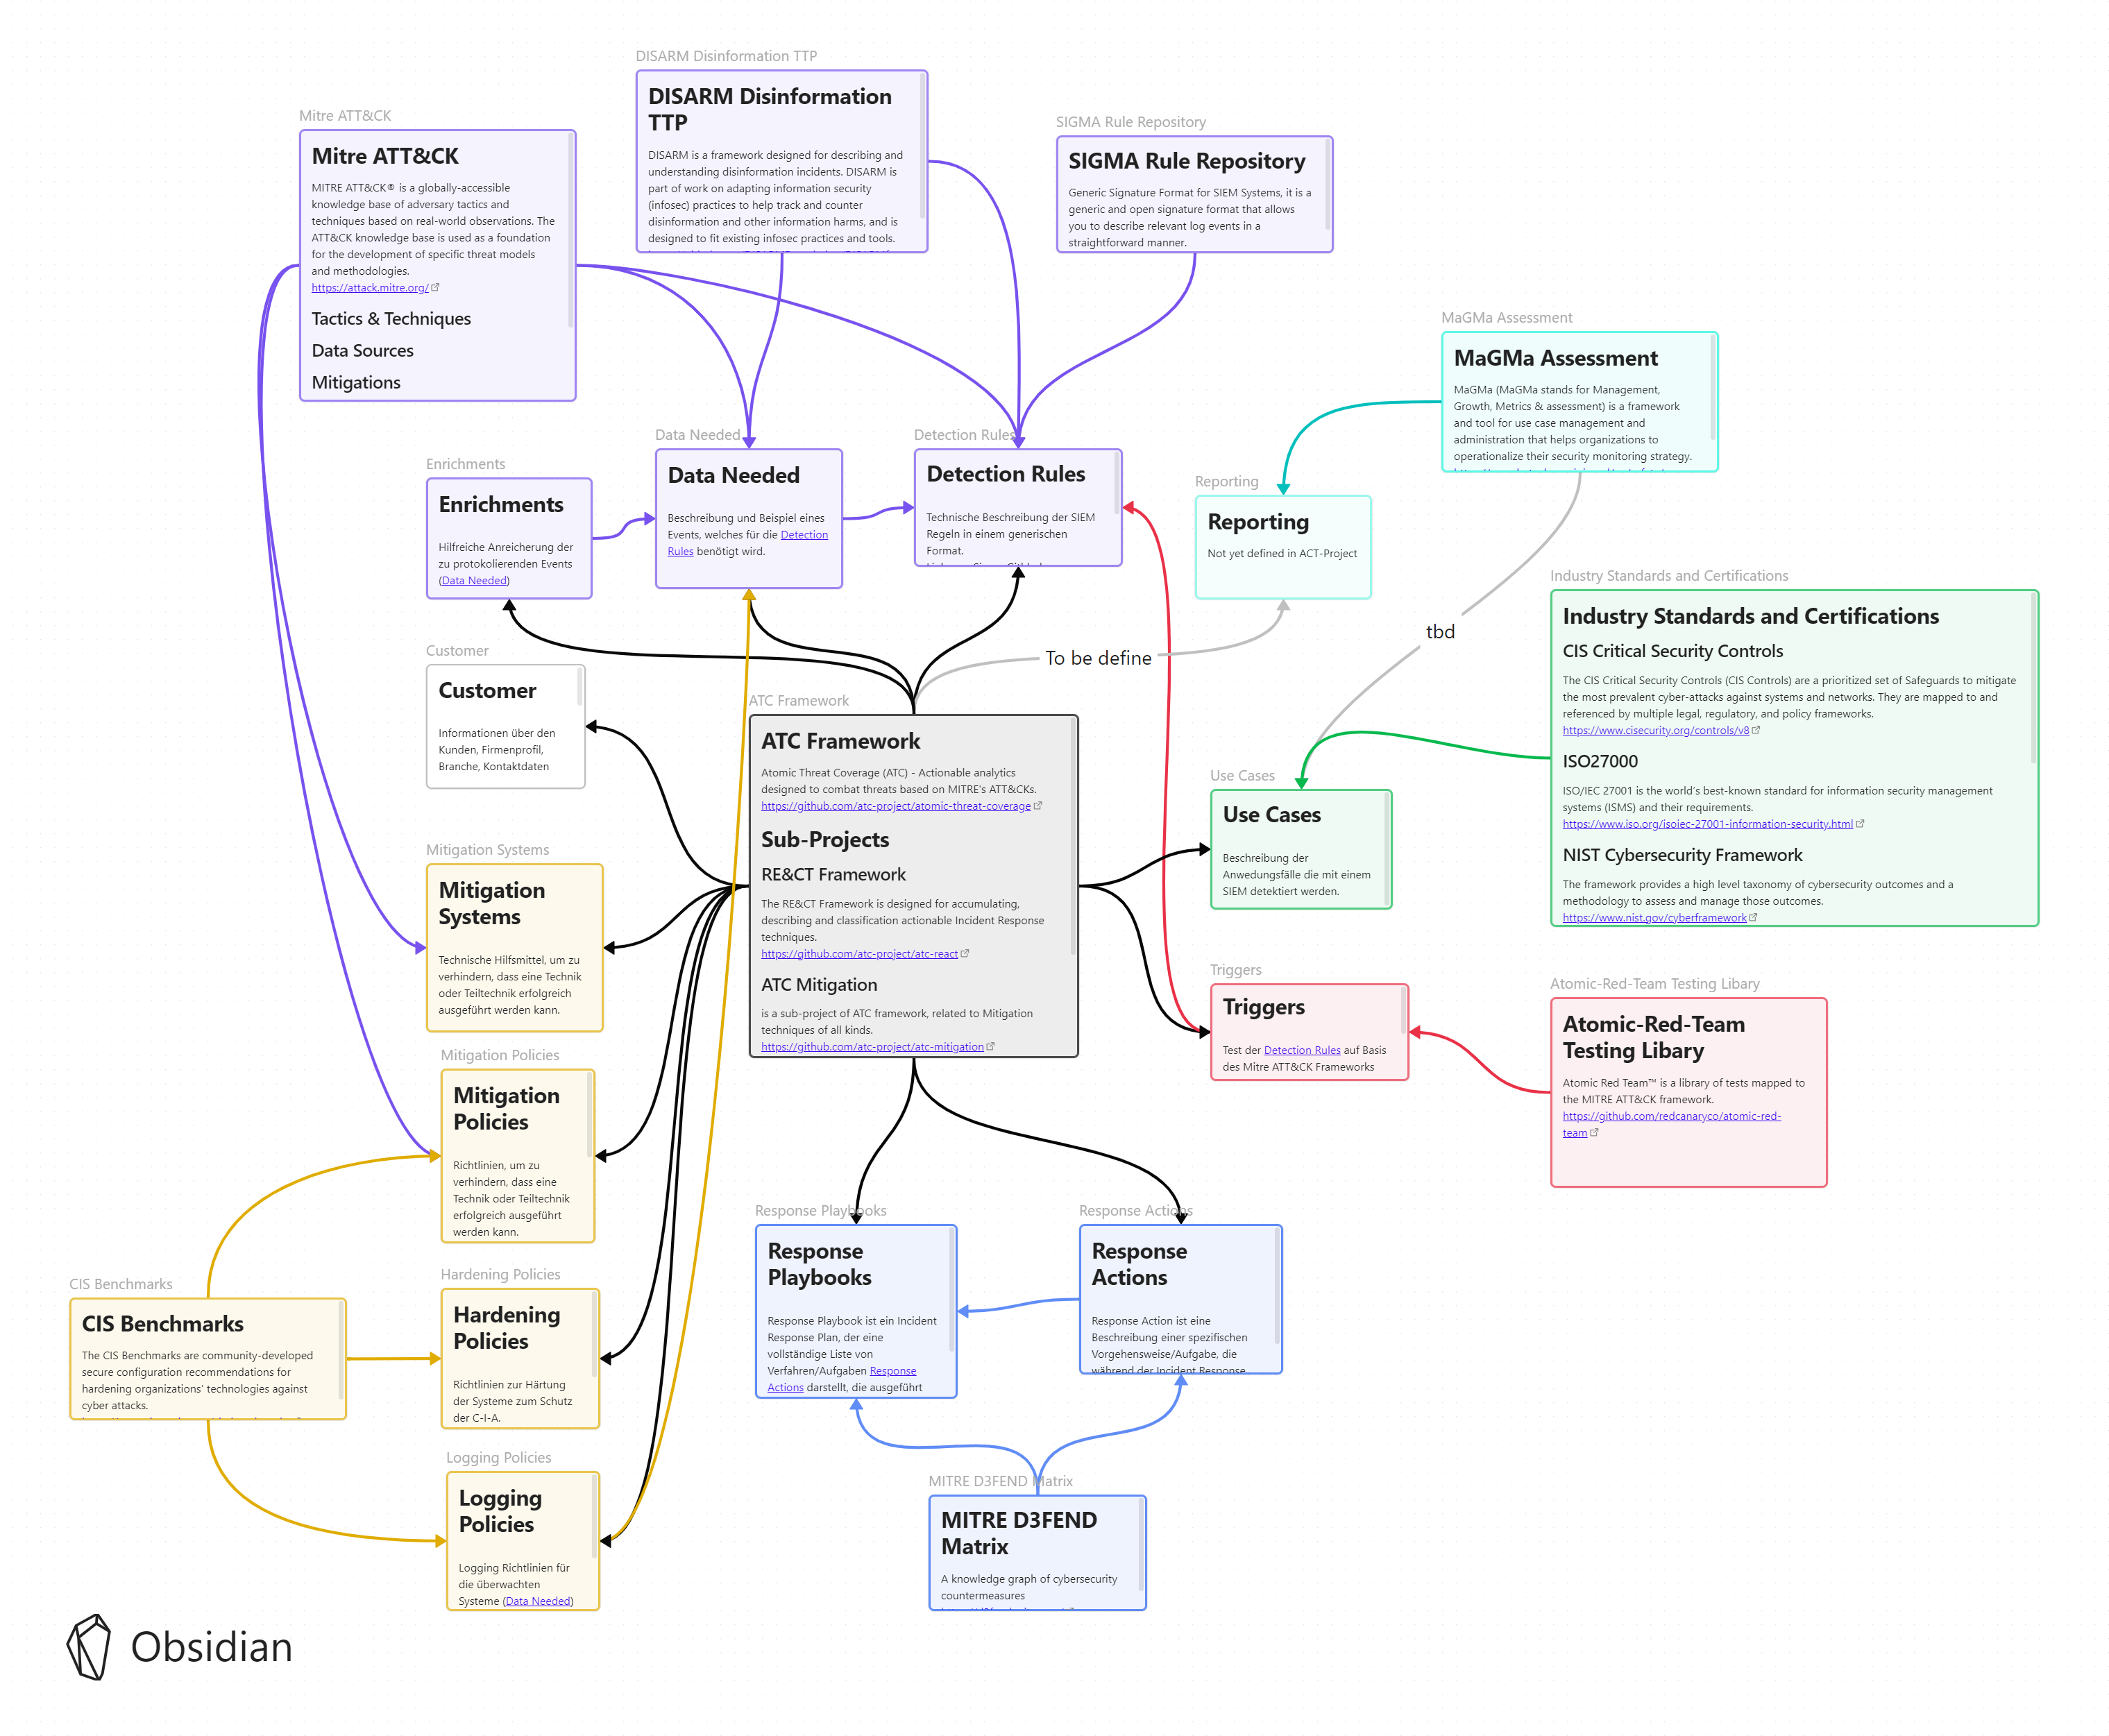 DISARM Disinformation TTP
DISARM Disinformation
TTP
DISARM is a framework designed for describing and
understanding disinformation incidents. DISARM is
part of work on adapting information security
(infosec) practices to help track and counter
disinformation and other information harms, and is
designed to fit existing infosec practices and tools.
Mitre ATT&CK
Mitre ATT&CK
MITRE ATT&CK® is a globally-accessible
knowledge base of adversary tactics and
techniques based on real-world observations. The
ATT&CK knowledge base is used as a foundation
for the development of specific threat models
and methodologies.
https://attack.mitre.org/
Tactics & Techniques
Data Sources
Mitigations
SIGMA Rule Repository
SIGMA Rule Repository
Generic Signature Format for SIEM Systems, it is a
generic and open signature format that allows
you to describe relevant log events in a
straightforward manner.
MaGMa Assessment
MaGMa Assessment
MaGMa (MaGMa stands for Management,
Growth, Metrics & assessment) is a framework
and tool for use case management and
administration that helps organizations to
operationalize their security monitoring strategy.
Enrichments
Enrichments
Hilfreiche Anreicherung der
zu protokolierenden Events
(Data Needed)
Data Needed
Data Needed
Beschreibung und Beispiel eines
Events, welches für die Detection
Rules benötigt wird.
Detection Rules
Detection Rules
Technische Beschreibung der SIEM
Regeln in einem generischen
Format.
Reporting
Reporting
Not yet defined in ACT-Project
To be define
tbd
Industry Standards and Certifications
Industry Standards and Certifications
CIS Critical Security Controls
The CIS Critical Security Controls (CIS Controls) are a prioritized set of Safeguards to mitigate
the most prevalent cyber-attacks against systems and networks. They are mapped to and
referenced by multiple legal, regulatory, and policy frameworks.
https://www.cisecurity.org/controls/v8
ISO27000
ISO/IEC 27001 is the world's best-known standard for information security management
systems (ISMS) and their requirements.
https://www.iso.org/isoiec-27001-information-security.html
NIST Cybersecurity Framework
The framework provides a high level taxonomy of cybersecurity outcomes and a
methodology to assess and manage those outcomes.
https://www.nist.gov/cyberframework
Customer
Customer
Informationen über den
Kunden, Firmenprofil,
Branche, Kontaktdaten
ATC Framework
ATC Framework
Atomic Threat Coverage (ATC) - Actionable analytics
designed to combat threats based on MITRE's ATT&CKs.
https://github.com/atc-project/atomic-threat-coverage
Sub-Projects
RE&CT Framework
The RE&CT Framework is designed for accumulating,
describing and classification actionable Incident Response
techniques.
https://github.com/atc-project/atc-react
ATC Mitigation
is a sub-project of ATC framework, related to Mitigation
techniques of all kinds.
https://github.com/atc-project/atc-mitigation
Use Cases
Use Cases
Beschreibung der
Anwedungsfälle die mit einem
SIEM detektiert werden.
Triggers
Triggers
Test der Detection Rules auf Basis
des Mitre ATT&CK Frameworks
Atomic-Red-Team Testing Libary
Atomic-Red-Team
Testing Libary
Atomic Red Team™ is a library of tests mapped to
the MITRE ATT&CK framework.
https://github.com/redcanaryco/atomic-red-
team
Mitigation Systems
Mitigation
Systems
Technische Hilfsmittel, um zu
verhindern, dass eine Technik
oder Teiltechnik erfolgreich
ausgeführt werden kann.
Mitigation Policies
Mitigation
Policies
Richtlinien, um zu
verhindern, dass eine
Technik oder Teiltechnik
erfolgreich ausgeführt
werden kann.
CIS Benchmarks
CIS Benchmarks
The CIS Benchmarks are community-developed
secure configuration recommendations for
hardening organizations' technologies against
cyber attacks.
Hardening Policies
Hardening
Policies
Richtlinien zur Härtung
der Systeme zum Schutz
der C-I-A.
Logging Policies
Logging
Policies
Logging Richtlinien für
die überwachten
Systeme (Data Needed)
Response Playbooks
Response
Playbooks
Response Playbook ist ein Incident
Response Plan, der eine
vollständige Liste von
Verfahren/Aufgaben Response
Actions darstellt, die ausgeführt
Response Actions
Response
Actions
Response Action ist eine
Beschreibung einer spezifischen
Vorgehensweise/Aufgabe, die
während der Incident Response
MITRE D3FEND Matrix
MITRE D3FEND
Matrix
A knowledge graph of cybersecurity
countermeasures
Obsidian